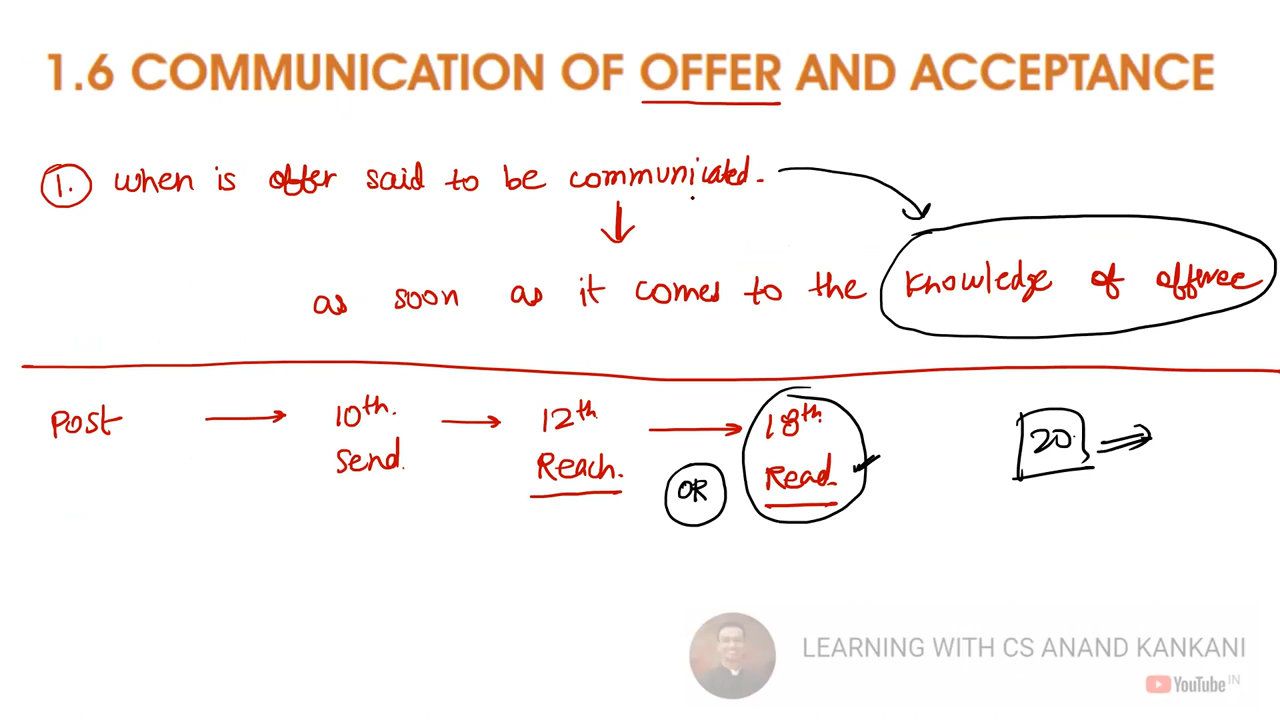 1.6 COMMUNICATION OF OFFER AND ACCEPTANCE
1. when is offer said to be communicated.
as soon as it comes to the knowledge of offeree
Post → 10th. → 12th → 18th 20
Send. Reach. OR Read.
LEARNING WITH CS ANAND KANKANI
YouTube IN